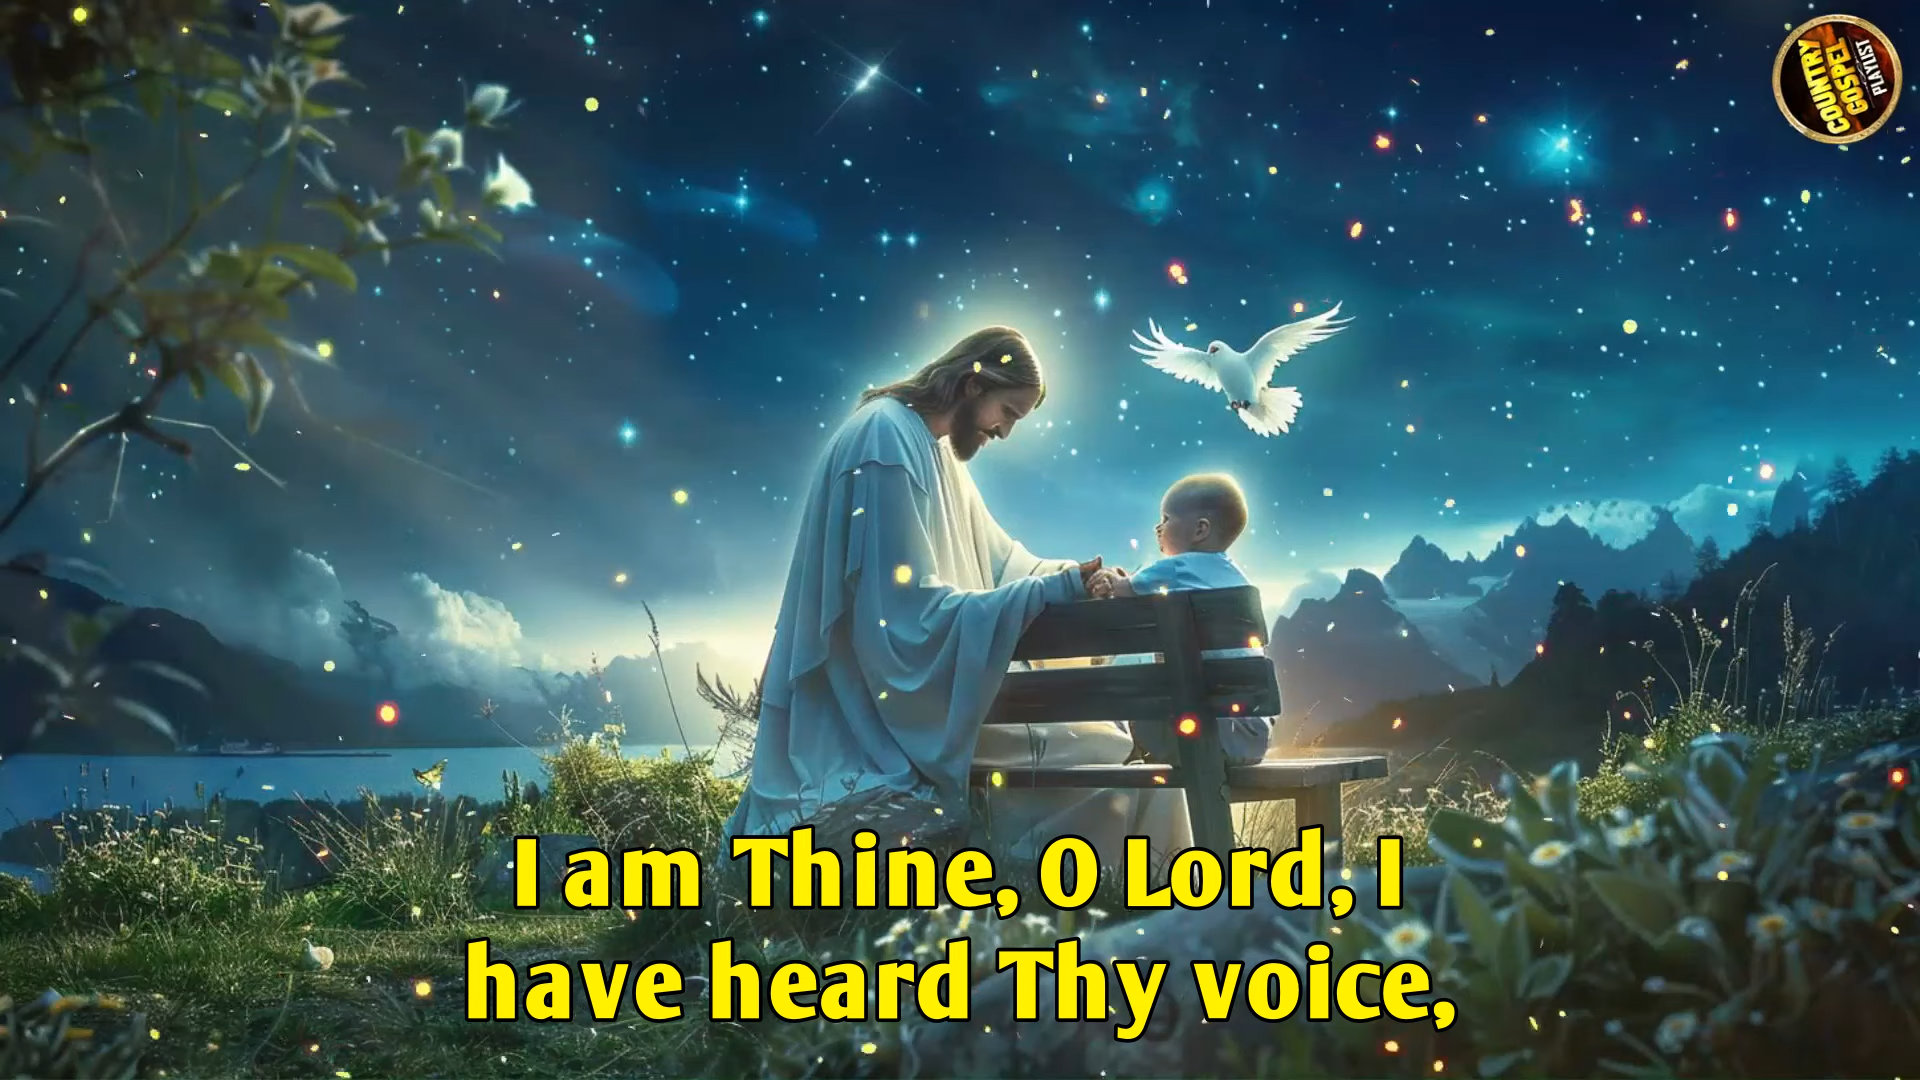 COUNTRY
GOSPEL
PLAYLIST
I am Thine, O Lord, I
have heard Thy voice,